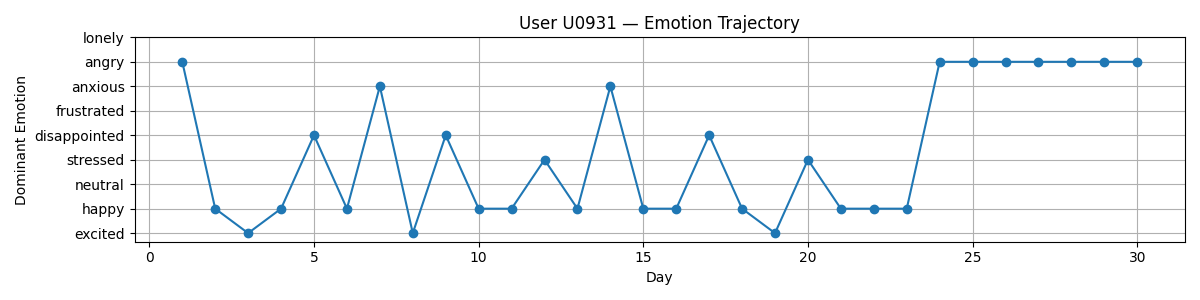 User U0931 — Emotion Trajectory
Dominant Emotion
lonely
angry
anxious
frustrated
disappointed
stressed
neutral
happy
excited
0 5 10 15 20 25 30
Day